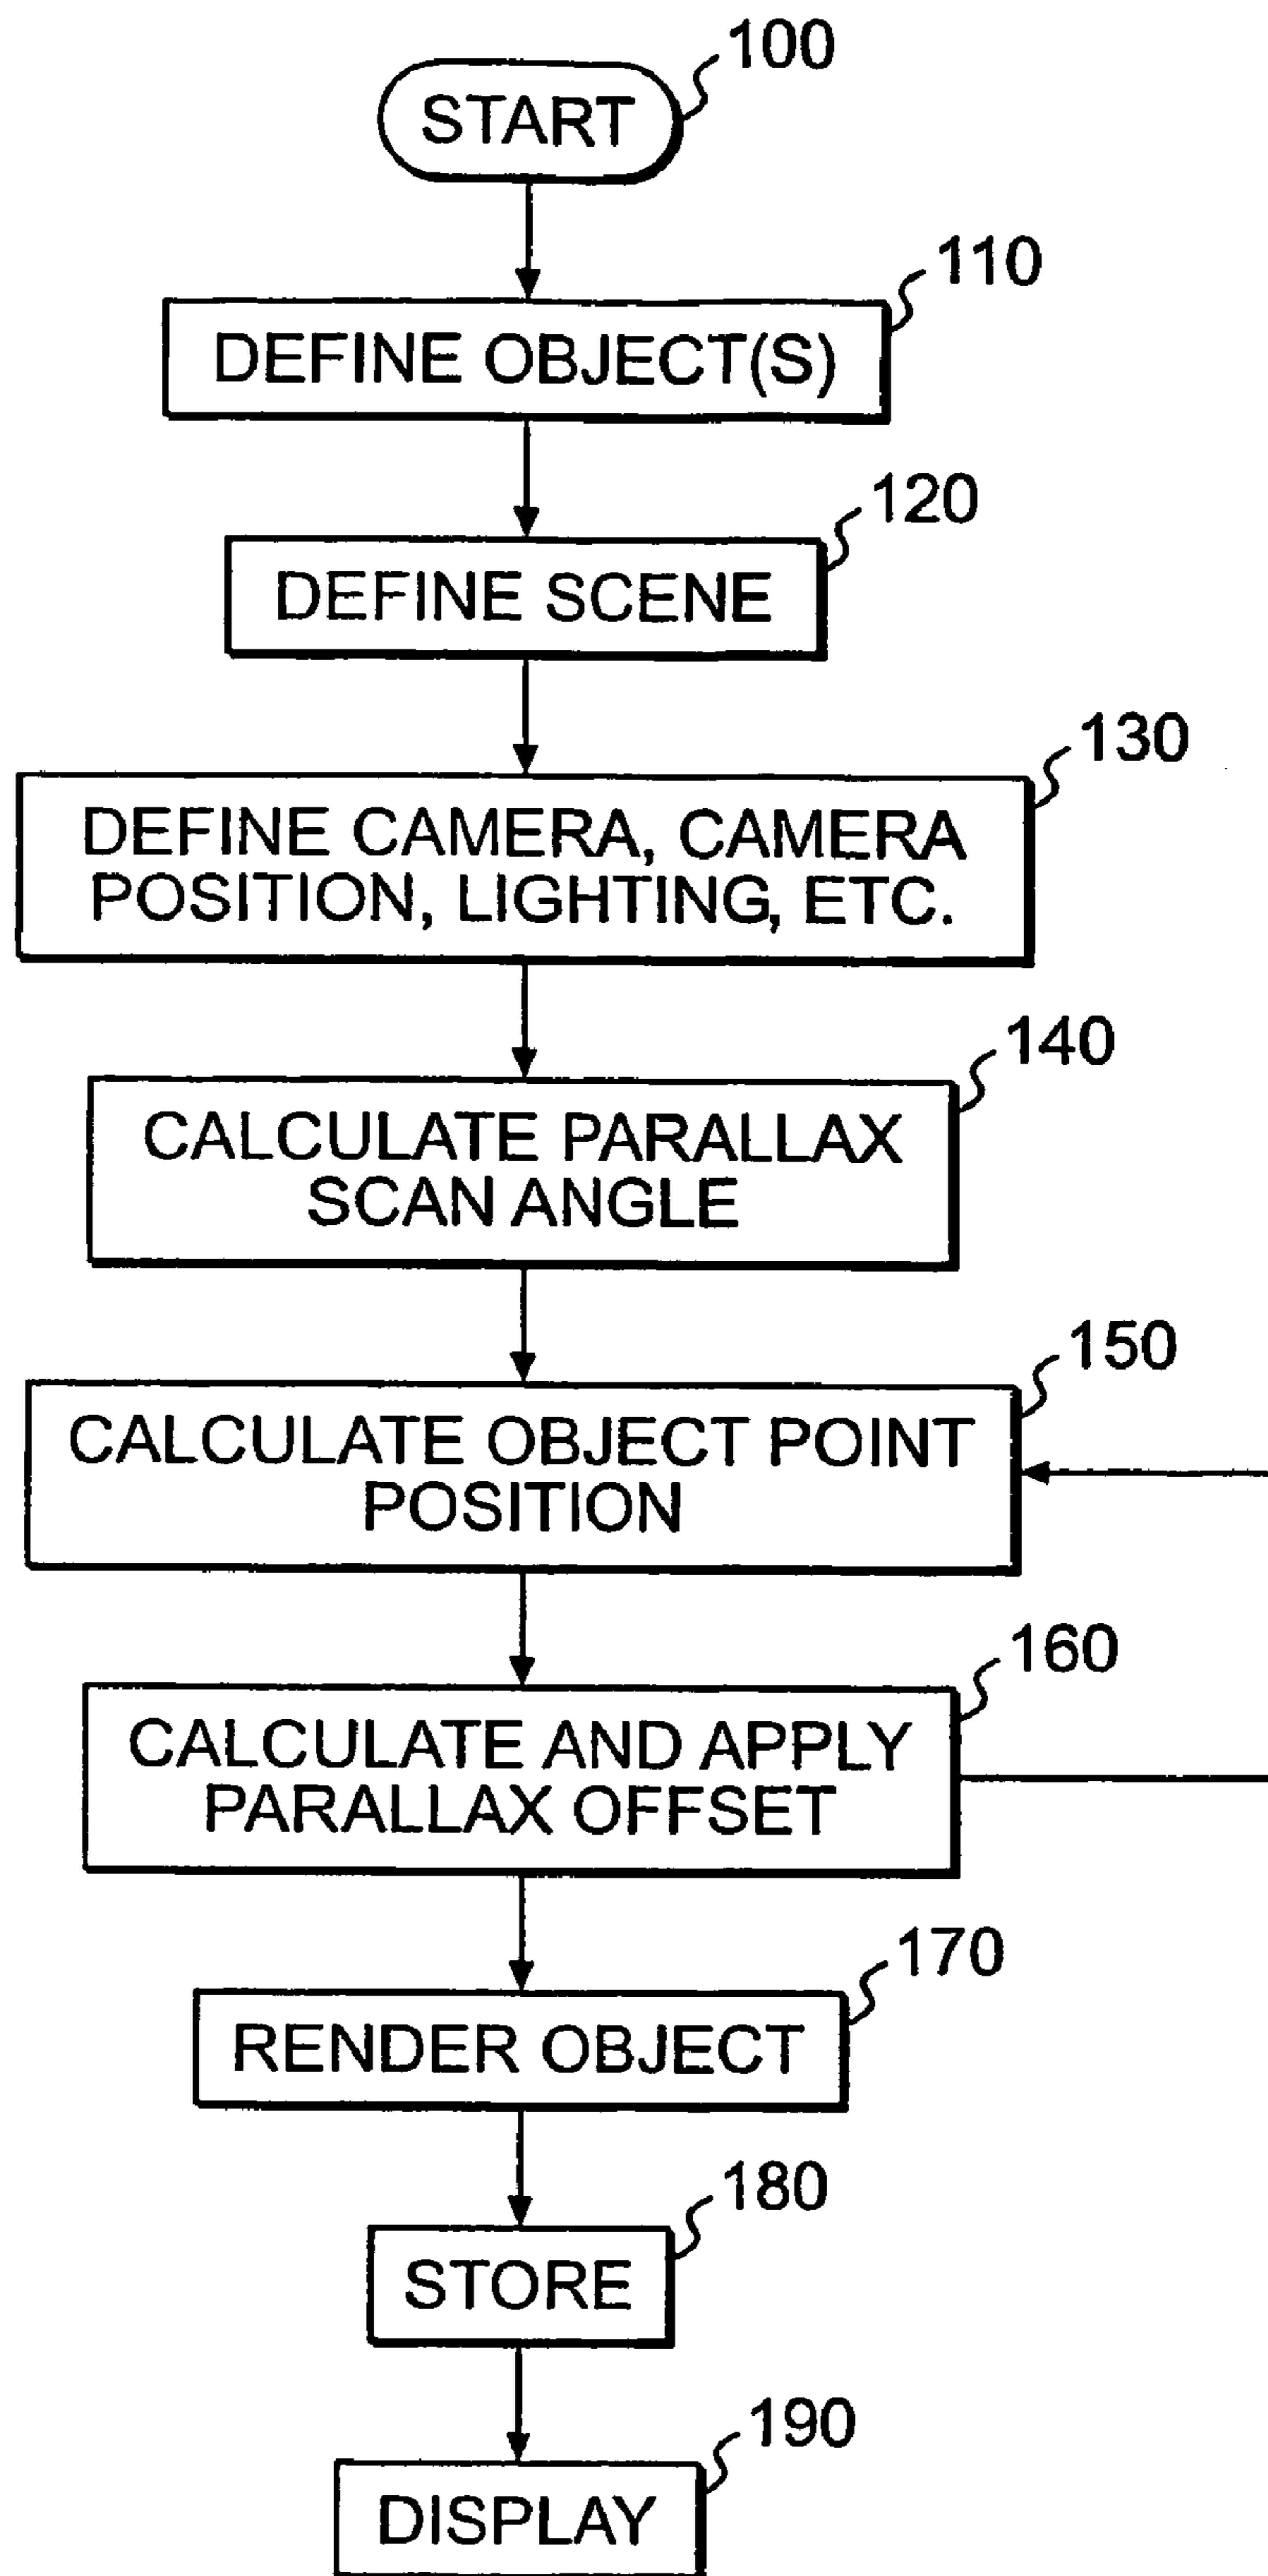 100
START
110
DEFINE OBJECT(S)
120
DEFINE SCENE
130
DEFINE CAMERA, CAMERA
POSITION, LIGHTING, ETC.
140
CALCULATE PARALLAX
SCAN ANGLE
150
CALCULATE OBJECT POINT
POSITION
160
CALCULATE AND APPLY
PARALLAX OFFSET
170
RENDER OBJECT
180
STORE
190
DISPLAY